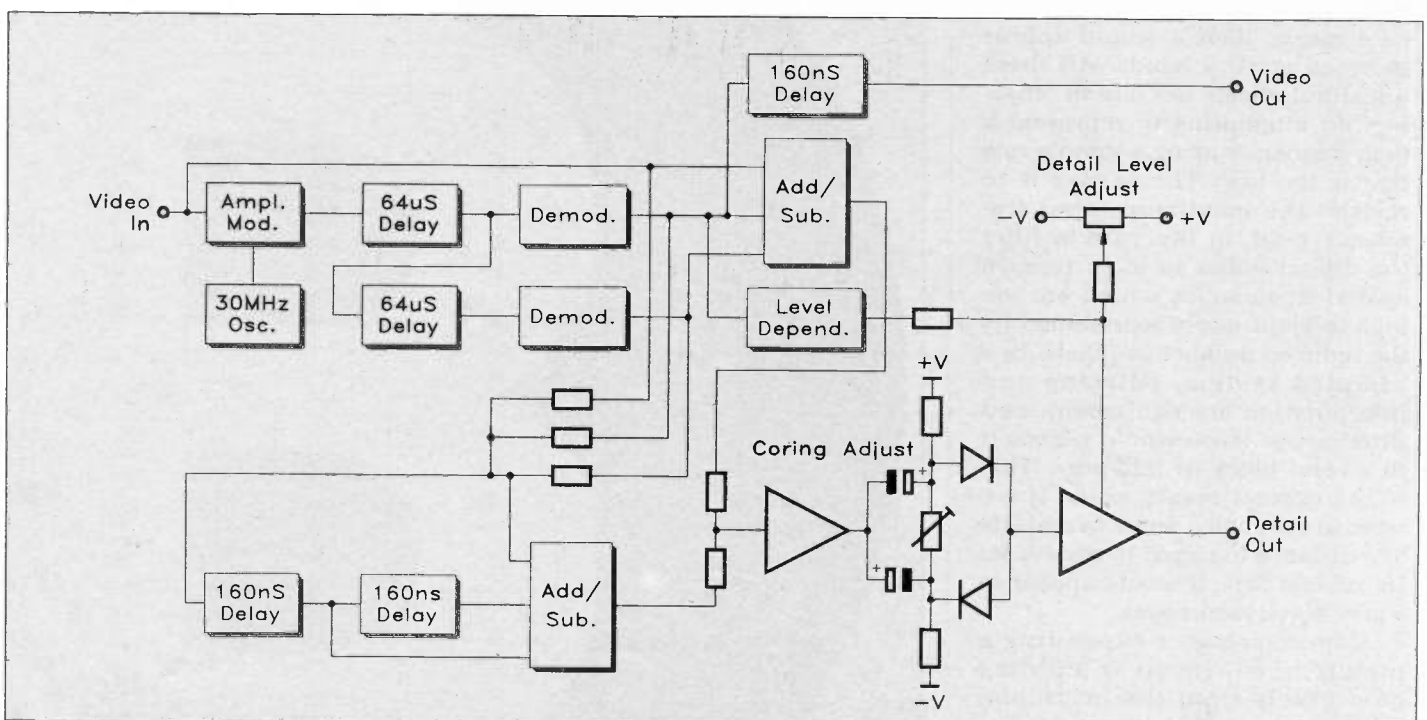 160nS
Delay
Video
Out
Add/
Sub.
Detail Level
Adjust
-V
+V
Video
In
Ampl.
Mod.
64uS
Delay
Demod.
30MHz
Osc.
64uS
Delay
Demod.
Level
Depend.
+V
Coring Adjust
+
+
Detail
Out
160nS
Delay
160ns
Delay
Add/
Sub.
-V